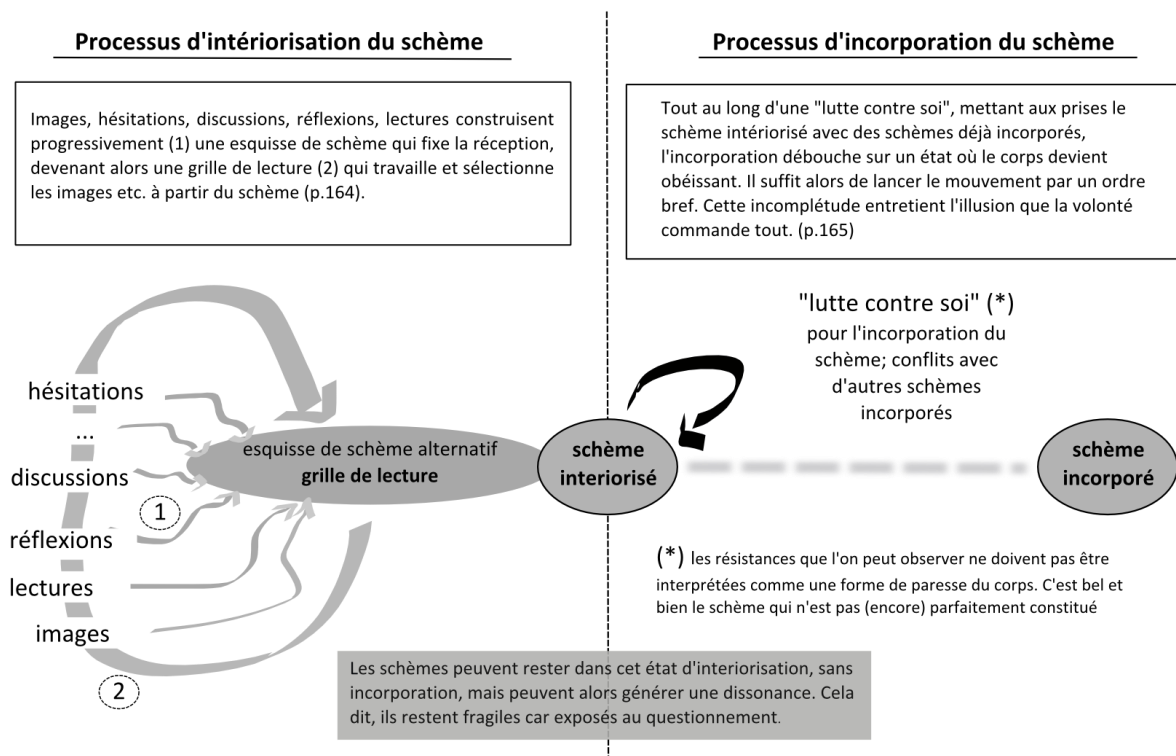 Processus d'intériorisation du schème
Images, hésitations, discussions, réflexions, lectures construisent
progressivement (1) une esquisse de schème qui fixe la réception,
devenant alors une grille de lecture (2) qui travaille et sélectionne
les images etc. à partir du schème (p.164).
Processus d'incorporation du schème
Tout au long d'une "lutte contre soi", mettant aux prises le
schème intériorisé avec des schèmes déjà incorporés,
l'incorporation débouche sur un état où le corps devient
obéissant. Il suffit alors de lancer le mouvement par un ordre
bref. Cette incomplétude entretient l'illusion que la volonté
commande tout. (p.165)
hésitations
...
discussions
1
réflexions
lectures
images
2
esquisse de schème alternatif
grille de lecture
schème
interiorisé
"lutte contre soi" (*)
pour l'incorporation du
schème; conflits avec
d'autres schèmes
incorporés
schème
incorporé
(*) les résistances que l'on peut observer ne doivent pas être
interprétées comme une forme de paresse du corps. C'est bel et
bien le schème qui n'est pas (encore) parfaitement constitué
Les schèmes peuvent rester dans cet état d'interiorisation, sans
incorporation, mais peuvent alors générer une dissonance. Cela
dit, ils restent fragiles car exposés au questionnement.